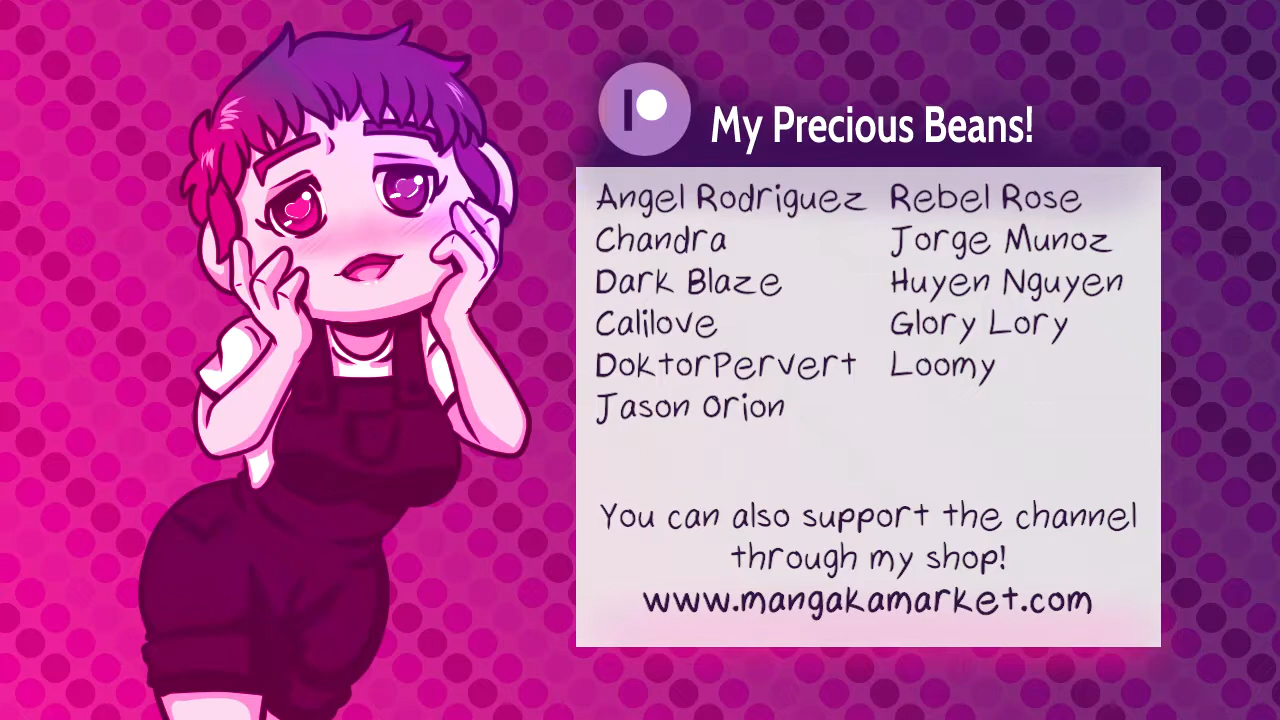 My Precious Beans!
Angel Rodriguez
Chandra
Dark Blaze
Calilove
DoktorPervert
Jason Orion
Rebel Rose
Jorge Munoz
Huyen Nguyen
Glory Lory
Loomy
You can also support the channel
through my shop!
www.mangakamarket.com